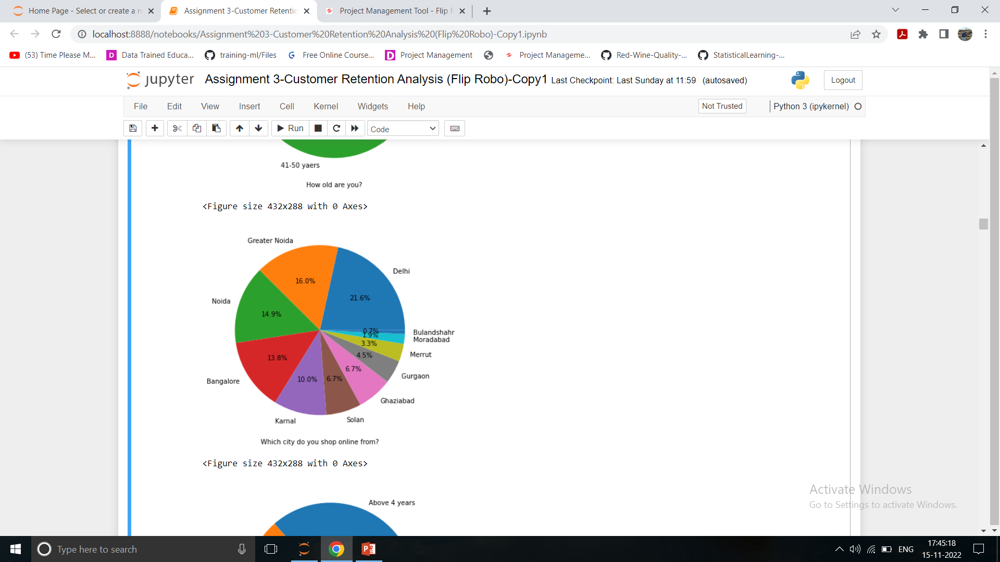 Home Page - Select or create a n
Assignment 3-Customer Retentio
Project Management Tool - Flip R
localhost:8888/notebooks/Assignment%203-Customer%20Retention%20Analysis%20(Flip%20Robo)-Copy1.ipynb
(53) Time Please M...
Data Trained Educa...
training-ml/Files
Free Online Course...
Project Management
Project Manageme...
Red-Wine-Quality-...
StatisticalLearning-...
jupyter Assignment 3-Customer Retention Analysis (Flip Robo)-Copy1 Last Checkpoint: Last Sunday at 11:59 (autosaved)
Logout
File Edit View Insert Cell Kernel Widgets Help
Not Trusted
Python 3 (ipykernel)
Run
Code
41-50 yaers
How old are you?
<Figure size 432x288 with 0 Axes>
Greater Noida
Delhi
16.0%
21.6%
Noida
14.9%
0.7%
Bulandshahr
1.9%
Moradabad
3.3%
Merrut
4.5%
13.8%
6.7%
Gurgaon
Bangalore
10.0%
6.7%
Ghaziabad
Karnal
Solan
Which city do you shop online from?
<Figure size 432x288 with 0 Axes>
Above 4 years
Activate Windows
Go to Settings to activate Windows.
Type here to search
ENG
17:45:18
15-11-2022